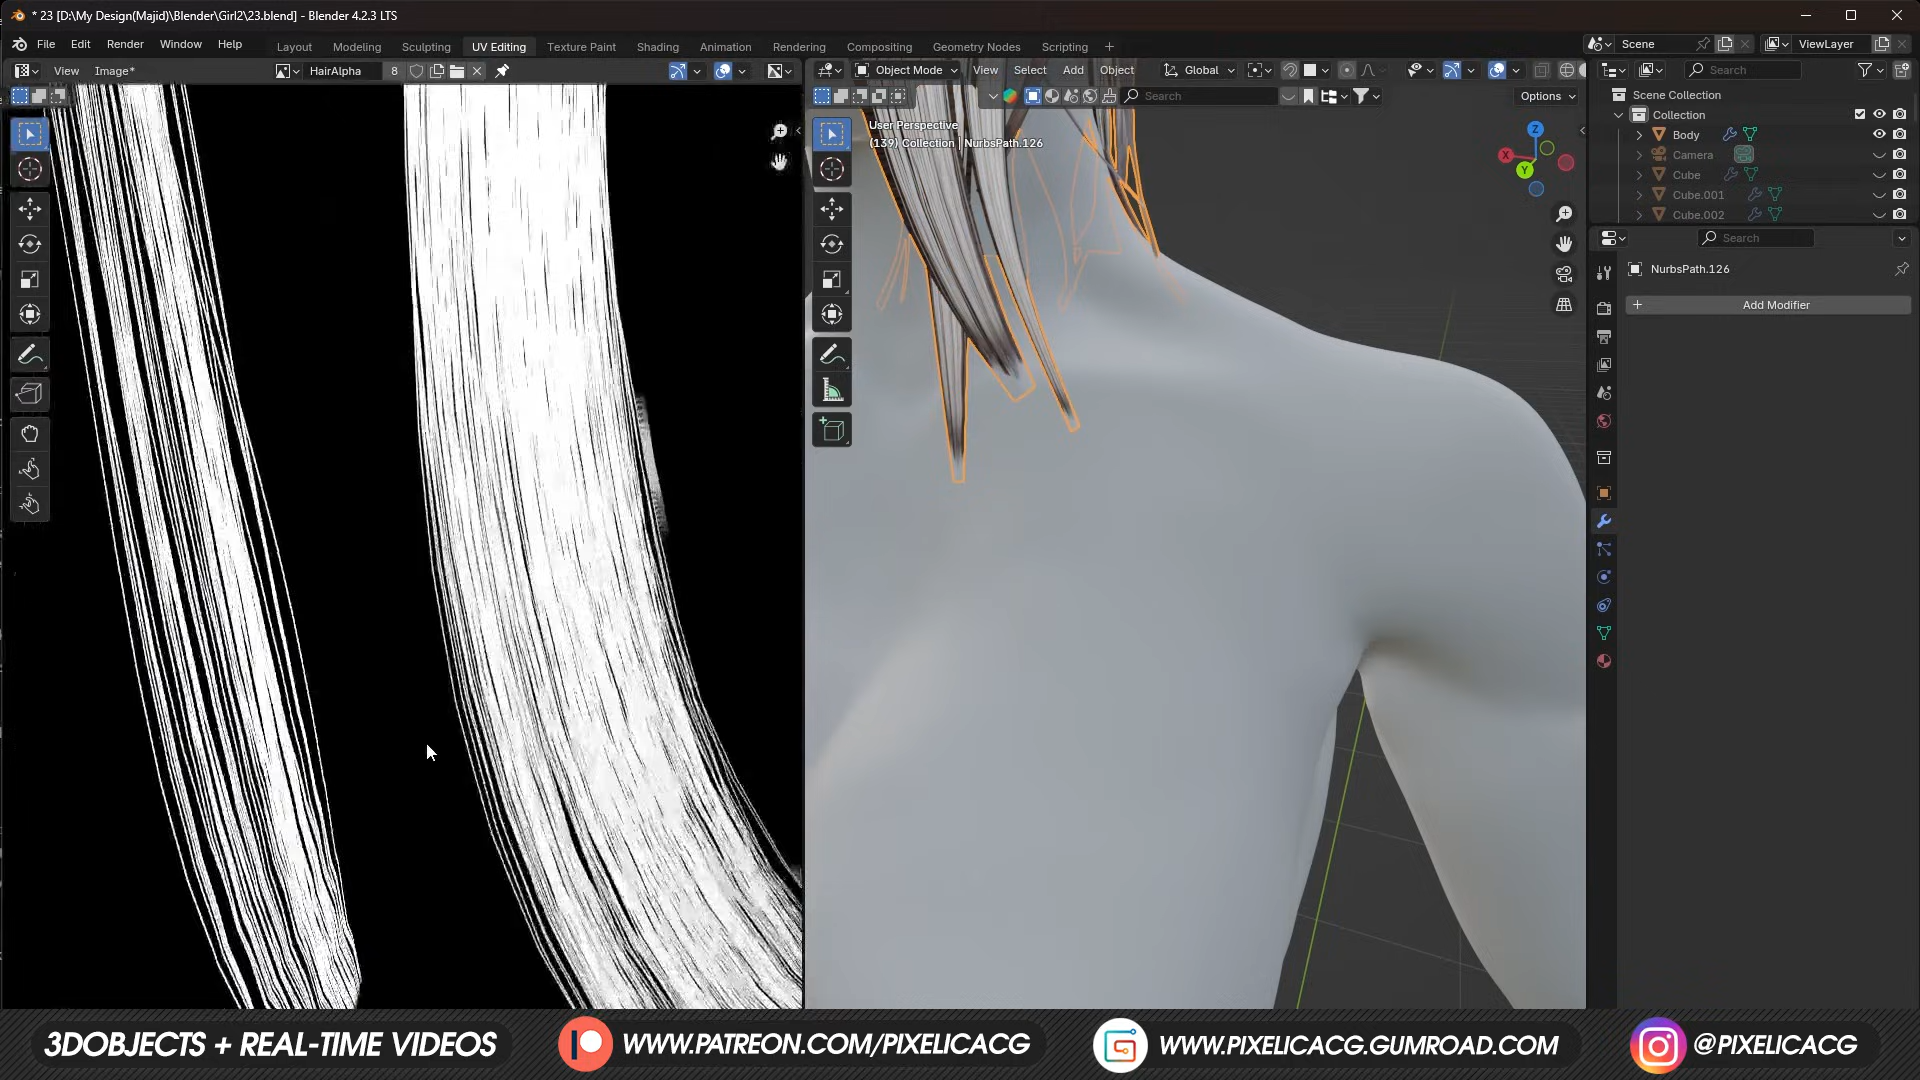 * 23 [D:\My Design(Majid)\Blender\Girl2\23.blend] - Blender 4.2.3 LTS
File Edit Render Window Help Layout Modeling Sculpting UV Editing Texture Paint Shading Animation Rendering Compositing Geometry Nodes Scripting + Scene ViewLayer
View Image* HairAlpha 8 Object Mode View Select Add Object Global Search
Search Options Scene Collection
Collection
User Perspective
(139) Collection | NurbsPath.126
Body
Camera
Cube
Cube.001
Cube.002
Z
X
Y
Search
NurbsPath.126
+ Add Modifier
3DOBJECTS + REAL-TIME VIDEOS WWW.PATREON.COM/PIXELICACG WWW.PIXELICACG.GUMROAD.COM @PIXELICACG